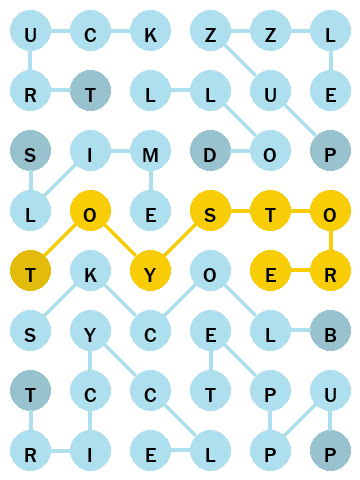 U C K Z Z L
R T L L U E
S I M D O P
L O E S T O
T K Y O E R
S Y C E L B
T C C T P U
R I E L P P